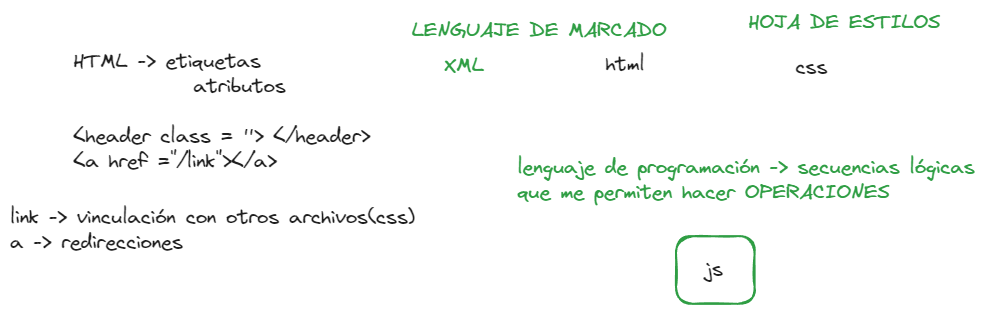 LENGUAJE DE MARCADO
HOJA DE ESTILOS
HTML -> etiquetas
atributos
XML
html
css
<header class = ''> </header>
<a href ="/link"></a>
lenguaje de programación -> secuencias lógicas
que me permiten hacer OPERACIONES
link -> vinculación con otros archivos(css)
a -> redirecciones
js